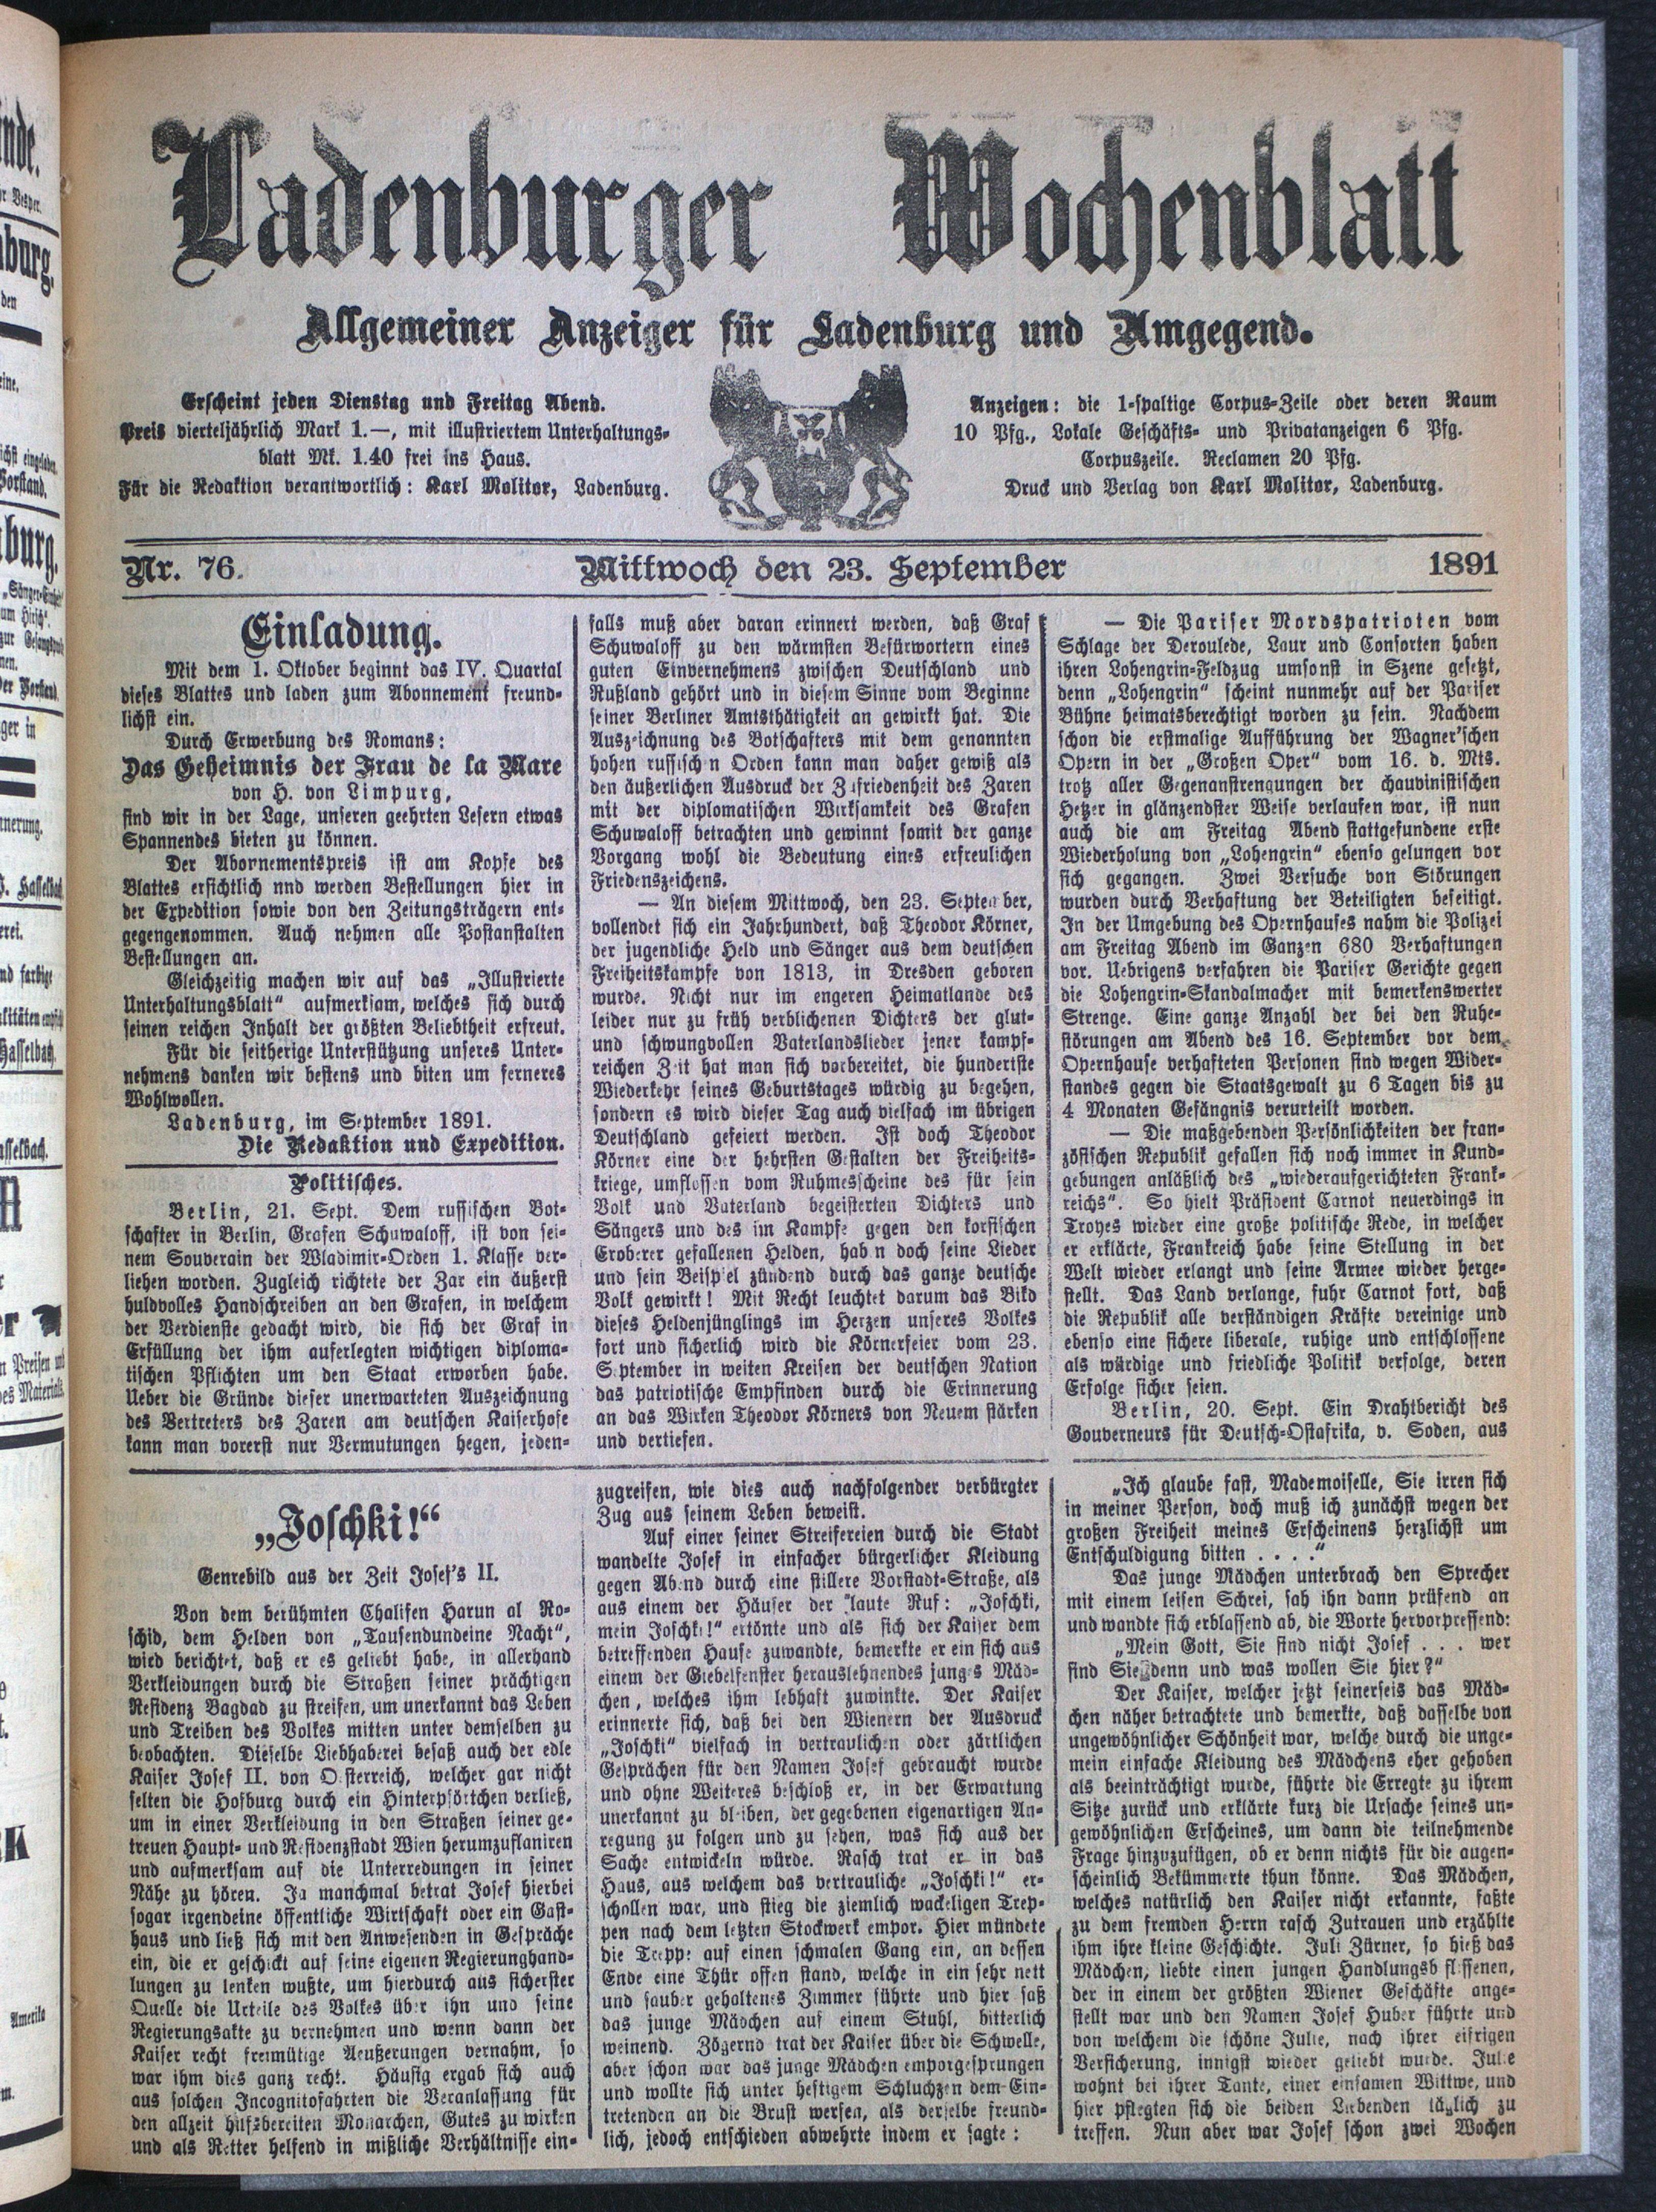 Ladenburger Wochenblatt
Allgemeiner Anzeiger für Ladenburg und Umgegend.
Erscheint jeden Dienstag und Freitag Abend.
Preis vierteljährlich Mark 1.—, mit illustriertem Unterhaltungs-
blatt Mk. 1.40 frei ins Haus.
Für die Redaktion verantwortlich: Karl Molitor, Ladenburg.
Anzeigen: die 1-spaltige Corpus-Zeile oder deren Raum
10 Pfg., Lokale Geschäfts- und Privatanzeigen 6 Pfg.
Corpuszeile. Reclamen 20 Pfg.
Druck und Verlag von Karl Molitor, Ladenburg.
Nr. 76. Mittwoch den 23. September 1891
Einladung.
Mit dem 1. Oktober beginnt das IV. Quartal
dieses Blattes und laden zum Abonnement freund-
lichst ein.
Durch Erwerbung des Romans:
Das Geheimnis der Frau de la Mare
von H. von Limpurg,
sind wir in der Lage, unseren geehrten Lesern etwas
Spannendes bieten zu können.
Der Abornementspreis ist am Kopfe des
Blattes ersichtlich nnd werden Bestellungen hier in
der Expedition sowie von den Zeitungsträgern ent-
gegengenommen. Auch nehmen alle Postanstalten
Bestellungen an.
Gleichzeitig machen wir auf das „Illustrierte
Unterhaltungsblatt“ aufmerksam, welches sich durch
seinen reichen Inhalt der größten Beliebtheit erfreut.
Für die seitherige Unterstützung unseres Unter-
nehmens danken wir bestens und biten um ferneres
Wohlwollen.
Ladenburg, im September 1891.
Die Redaktion und Expedition.
Politisches.
Berlin, 21. Sept. Dem russischen Bot-
schafter in Berlin, Grafen Schuwaloff, ist von sei-
nem Souverain der Wladimir-Orden 1. Klasse ver-
liehen worden. Zugleich richtete der Zar ein äußerst
huldvolles Handschreiben an den Grafen, in welchem
der Verdienste gedacht wird, die sich der Graf in
Erfüllung der ihm auferlegten wichtigen diploma-
tischen Pflichten um den Staat erworben habe.
Ueber die Gründe dieser unerwarteten Auszeichnung
des Vertreters des Zaren am deutschen Kaiserhofe
kann man vorerst nur Vermutungen hegen, jeden-
falls muß aber daran erinnert werden, daß Graf
Schuwaloff zu den wärmsten Befürwortern eines
guten Einvernehmens zwischen Deutschland und
Rußland gehört und in diesem Sinne vom Beginne
seiner Berliner Amtsthätigkeit an gewirkt hat. Die
Auszeichnung des Botschafters mit dem genannten
hohen russisch n Orden kann man daher gewiß als
den äußerlichen Ausdruck der Zufriedenheit des Zaren
mit der diplomatischen Wirksamkeit des Grafen
Schuwaloff betrachten und gewinnt somit der ganze
Vorgang wohl die Bedeutung eines erfreulichen
Friedenszeichens.
— An diesem Mittwoch, den 23. September,
vollendet sich ein Jahrhundert, daß Theodor Körner,
der jugendliche Held und Sänger aus dem deutschen
Freiheitskampfe von 1813, in Dresden geboren
wurde. Nicht nur im engeren Heimatlande des
leider nur zu früh verblichenen Dichters der glut-
und schwungvollen Vaterlandslieder jener kampf-
reichen Zeit hat man sich vorbereitet, die hunderiste
Wiederkehr seines Geburtstages würdig zu begehen,
sondern es wird dieser Tag auch vielfach im übrigen
Deutschland gefeiert werden. Ist doch Theodor
Körner eine der hehrsten Gestalten der Freiheits-
kriege, umflossen vom Ruhmesscheine des für sein
Volk und Vaterland begeisterten Dichters und
Sängers und des im Kampfe gegen den korsischen
Eroberer gefallenen Helden, hab n doch seine Lieder
und sein Beispiel zündend durch das ganze deutsche
Volk gewirkt! Mit Recht leuchtet darum das Bild
dieses Heldenjünglings im Herzen unseres Volkes
fort und sicherlich wird die Körnerfeier vom 23.
September in weiten Kreisen der deutschen Nation
das patriotische Empfinden durch die Erinnerung
an das Wirken Theodor Körners von Neuem stärken
und vertiefen.
— Die Pariser Mordspatrioten vom
Schlage der Deroulede, Laur und Consorten haben
ihren Lohengrin-Feldzug umsonst in Szene gesetzt,
denn „Lohengrin“ scheint nunmehr auf der Pariser
Bühne heimatsberechtigt worden zu sein. Nachdem
schon die erstmalige Aufführung der Wagner'schen
Opern in der „Großen Oper“ vom 16. d. Mts.
trotz aller Gegenanstrengungen der chauvinistischen
Hetzer in glänzendster Weise verlaufen war, ist nun
auch die am Freitag Abend stattgefundene erste
Wiederholung von „Lohengrin“ ebenso gelungen vor
sich gegangen. Zwei Versuche von Störungen
wurden durch Verhaftung der Beteiligten beseitigt.
In der Umgebung des Opernhauses nahm die Polizei
am Freitag Abend im Ganzen 680 Verhaftungen
vor. Uebrigens verfahren die Pariser Gerichte gegen
die Lohengrin-Skandalmacher mit bemerkenswerter
Strenge. Eine ganze Anzahl der bei den Ruhe-
störungen am Abend des 16. September vor dem
Opernhause verhafteten Personen sind wegen Wider-
standes gegen die Staatsgewalt zu 6 Tagen bis zu
4 Monaten Gefängnis verurteilt worden.
— Die maßgebenden Persönlichkeiten der fran-
zösischen Republik gefallen sich noch immer in Kund-
gebungen anläßlich des „wiederaufgerichteten Frank-
reichs“. So hielt Präsident Carnot neuerdings in
Troyes wieder eine große politische Rede, in welcher
er erklärte, Frankreich habe seine Stellung in der
Welt wieder erlangt und seine Armee wieder herge-
stellt. Das Land verlange, fuhr Carnot fort, daß
die Republik alle verständigen Kräfte vereinige und
ebenso eine sichere liberale, ruhige und entschlossene
als würdige und friedliche Politik verfolge, deren
Erfolge sicher seien.
Berlin, 20. Sept. Ein Drahtbericht des
Gouverneurs für Deutsch-Ostafrika, v. Soden, aus
„Joschki!“
Genrebild aus der Zeit Josef's II.
Von dem berühmten Chalifen Harun al Ro-
schid, dem Helden von „Tausendundeine Nacht“,
wird berichtet, daß er es geliebt habe, in allerhand
Verkleidungen durch die Straßen seiner prächtigen
Residenz Bagdad zu streifen, um unerkannt das Leben
und Treiben des Volkes mitten unter demselben zu
beobachten. Dieselbe Liebhaberei besaß auch der edle
Kaiser Josef II. von Oesterreich, welcher gar nicht
selten die Hofburg durch ein Hinterpförtchen verließ,
um in einer Verkleidung in den Straßen seiner ge-
treuen Haupt- und Residenzstadt Wien herumzuflaniren
und aufmerksam auf die Unterredungen in seiner
Nähe zu hören. Ja manchmal betrat Josef hierbei
sogar irgendeine öffentliche Wirtschaft oder ein Gast-
haus und ließ sich mit den Anwesenden in Gespräche
ein, die er geschickt auf seine eigenen Regierunghand-
lungen zu lenken wußte, um hierdurch aus sicherster
Quelle die Urteile des Volkes über ihn und seine
Regierungsakte zu vernehmen und wenn dann der
Kaiser recht freimütige Aeußerungen vernahm, so
war ihm dies ganz recht. Häufig ergab sich auch
aus solchen Incognitofahrten die Veranlassung für
den allzeit hilfsbereiten Monarchen, Gutes zu wirken
und als Retter helfend in mißliche Verhältnisse ein-
zugreifen, wie dies auch nachfolgender verbürgter
Zug aus seinem Leben beweist.
Auf einer seiner Streifereien durch die Stadt
wandelte Josef in einfacher bürgerlicher Kleidung
gegen Abend durch eine stillere Vorstadt-Straße, als
aus einem der Häuser der laute Ruf: „Joschki,
mein Joschki!“ ertönte und als sich der Kaiser dem
betreffenden Hause zuwandte, bemerkte er ein sich aus
einem der Giebelfenster herauslehnendes junges Mäd-
chen, welches ihm lebhaft zuwinkte. Der Kaiser
erinnerte sich, daß bei den Wienern der Ausdruck
„Joschki“ vielfach in vertraulichen oder zärtlichen
Gesprächen für den Namen Josef gebraucht wurde
und ohne Weiteres beschloß er, in der Erwartung
unerkannt zu bleiben, der gegebenen eigenartigen An-
regung zu folgen und zu sehen, was sich aus der
Sache entwickeln würde. Rasch trat er in das
Haus, aus welchem das vertrauliche „Joschki!“ er-
schollen war, und stieg die ziemlich wackeligen Trep-
pen nach dem letzten Stockwerk empor. Hier mündete
die Treppe auf einen schmalen Gang ein, an dessen
Ende eine Thür offen stand, welche in ein sehr nett
und sauber gehaltenes Zimmer führte und hier saß
das junge Mädchen auf einem Stuhl, bitterlich
weinend. Zögernd trat der Kaiser über die Schwelle,
aber schon war das junge Mädchen emporgesprungen
und wollte sich unter heftigem Schluchzen dem Ein-
tretenden an die Brust werfen, als derselbe freund-
lich, jedoch entschieden abwehrte indem er sagte:
„Ich glaube fast, Mademoiselle, Sie irren sich
in meiner Person, doch muß ich zunächst wegen der
großen Freiheit meines Erscheinens herzlichst um
Entschuldigung bitten . . . .“
Das junge Mädchen unterbrach den Sprecher
mit einem leisen Schrei, sah ihn dann prüfend an
und wandte sich erblassend ab, die Worte hervorpressend:
„Mein Gott, Sie sind nicht Josef . . . wer
sind Sie denn und was wollen Sie hier?“
Der Kaiser, welcher jetzt seinerseis das Mäd-
chen näher betrachtete und bemerkte, daß dasselbe von
ungewöhnlicher Schönheit war, welche durch die unge-
mein einfache Kleidung des Mädchens eher gehoben
als beeinträchtigt wurde, führte die Erregte zu ihrem
Sitze zurück und erklärte kurz die Ursache seines un-
gewöhnlichen Erscheines, um dann die teilnehmende
Frage hinzuzufügen, ob er denn nichts für die augen-
scheinlich Bekümmerte thun könne. Das Mädchen,
welches natürlich den Kaiser nicht erkannte, faßte
zu dem fremden Herrn rasch Zutrauen und erzählte
ihm ihre kleine Geschichte. Juli Zürner, so hieß das
Mädchen, liebte einen jungen Handlungsb flissenen,
der in einem der größten Wiener Geschäfte ange-
stellt war und den Namen Josef Huber führte und
von welchem die schöne Julie, nach ihrer eifrigen
Versicherung, innigst wieder geliebt wurde. Julie
wohnt bei ihrer Tante, einer einsamen Wittwe, und
hier pflegten sich die beiden Liebenden täglich zu
treffen. Nun aber war Josef schon zwei Wochen